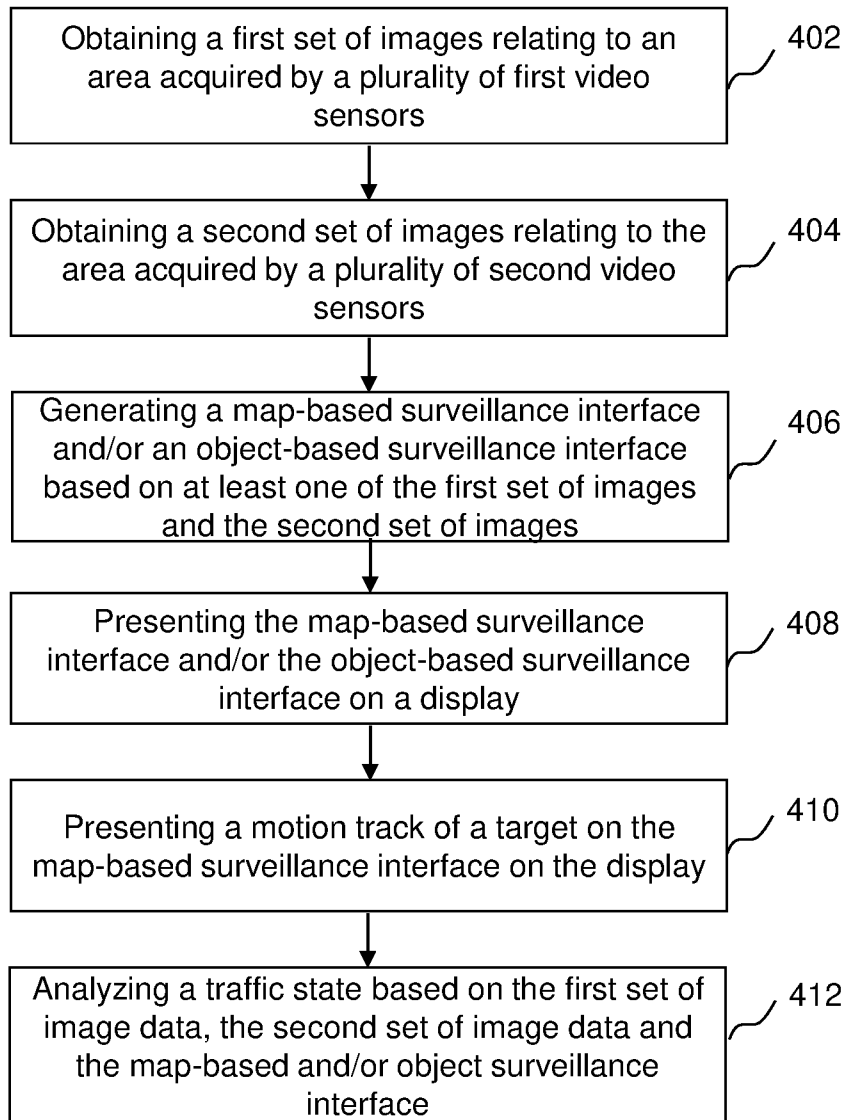 Obtaining a first set of images relating to an
area acquired by a plurality of first video
sensors
402
Obtaining a second set of images relating to the
area acquired by a plurality of second video
sensors
404
Generating a map-based surveillance interface
and/or an object-based surveillance interface
based on at least one of the first set of images
and the second set of images
406
Presenting the map-based surveillance
interface and/or the object-based surveillance
interface on a display
408
Presenting a motion track of a target on the
map-based surveillance interface on the display
410
Analyzing a traffic state based on the first set of
image data, the second set of image data and
the map-based and/or object surveillance
interface
412